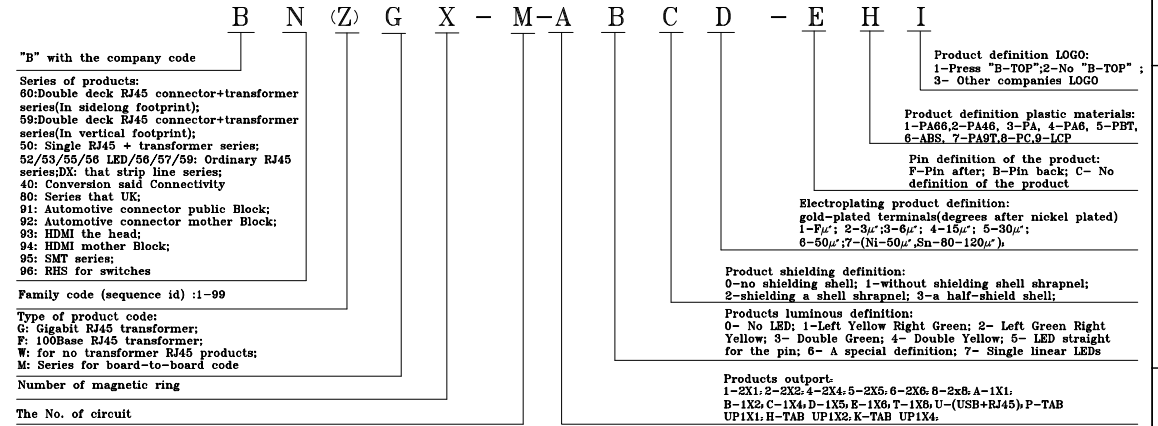 B N (Z) G X - M-A B C D - E H I
"B" with the company code
Series of products:
60:Double deck RJ45 connector+transformer
series(In sidelong footprint);
59:Double deck RJ45 connector+transformer
series(In vertical footprint);
50: Single RJ45 + transformer series;
52/53/55/56 LED/56/57/59: Ordinary RJ45
series;DX: that strip line series;
40: Conversion said Connectivity
80: Series that UK;
91: Automotive connector public Block;
92: Automotive connector mother Block;
93: HDMI the head;
94: HDMI mother Block;
95: SMT series;
96: RHS for switches
Family code (sequence id) :1-99
Type of product code:
G: Gigabit RJ45 transformer;
F: 100Base RJ45 transformer;
W: for no transformer RJ45 products;
M: Series for board-to-board code
Number of magnetic ring
The No. of circuit
Product definition LOGO:
1-Press "B-TOP";2-No "B-TOP" ;
3- Other companies LOGO
Product definition plastic materials:
1-PA66,2-PA46, 3-PA, 4-PA6, 5-PBT,
6-ABS, 7-PA9T,8-PC,9-LCP
Pin definition of the product:
F-Pin after; B-Pin back; C- No
definition of the product
Electroplating product definition:
gold-plated terminals(degrees after nickel plated)
1-Fμ"; 2-3μ";3-6μ"; 4-15μ"; 5-30μ";
6-50μ";7-(Ni-50μ",Sn-80-120μ");
Product shielding definition:
0-no shielding shell; 1-without shielding shell shrapnel;
2-shielding a shell shrapnel; 3-a half-shield shell;
Products luminous definition:
0- No LED; 1-Left Yellow Right Green; 2- Left Green Right
Yellow; 3- Double Green; 4- Double Yellow; 5- LED straight
for the pin; 6- A special definition; 7- Single linear LEDs
Products outport:
1-2X1; 2-2X2; 4-2X4; 5-2X5; 6-2X6; 8-2x8; A-1X1;
B-1X2; C-1X4; D-1X5; E-1X6; T-1X8; U-(USB+RJ45); P-TAB
UP1X1; H-TAB UP1X2; K-TAB UP1X4;